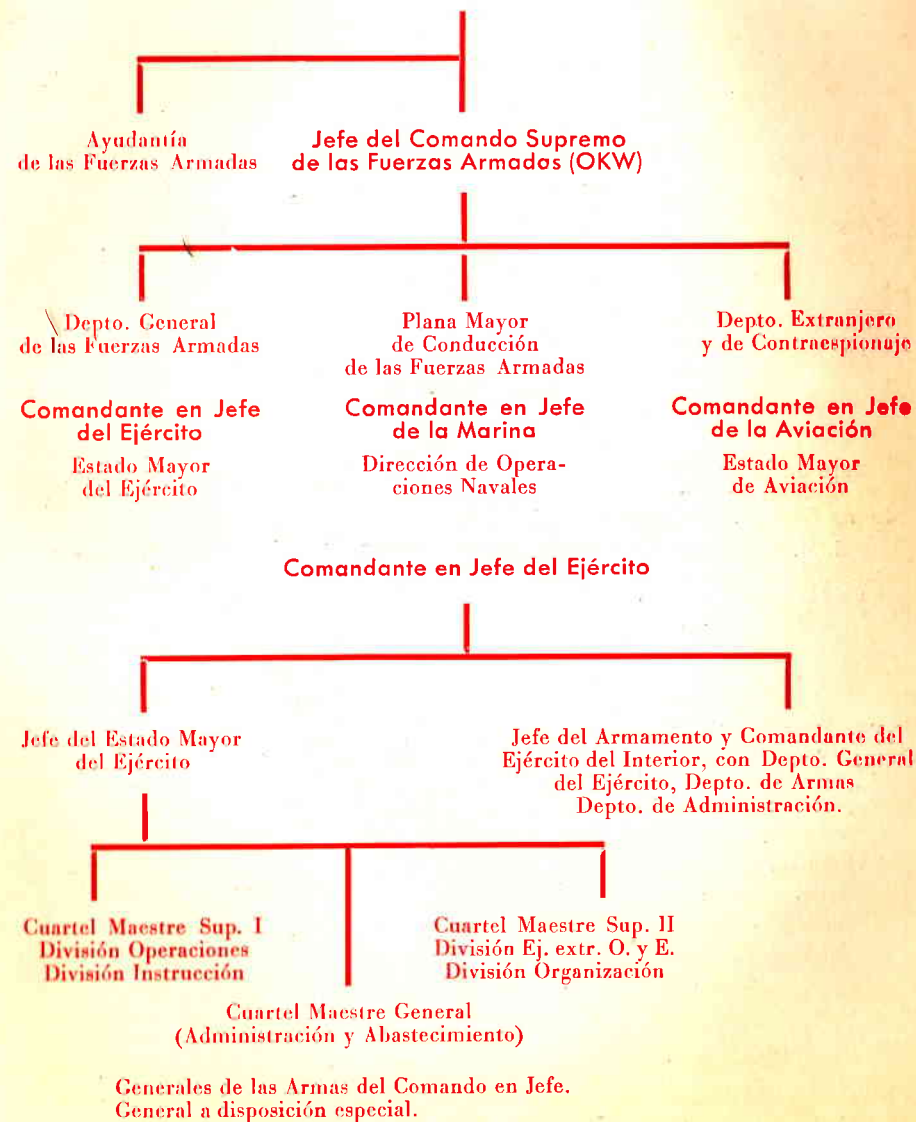 Ayudantía
de las Fuerzas Armadas
Jefe del Comando Supremo
de las Fuerzas Armadas (OKW)
Depto. General
de las Fuerzas Armadas
Plana Mayor
de Conducción
de las Fuerzas Armadas
Depto. Extranjero
y de Contraespionaje
Comandante en Jefe
del Ejército
Estado Mayor
del Ejército
Comandante en Jefe
de la Marina
Dirección de Opera-
ciones Navales
Comandante en Jefe
de la Aviación
Estado Mayor
de Aviación
Comandante en Jefe del Ejército
Jefe del Estado Mayor
del Ejército
Jefe del Armamento y Comandante del
Ejército del Interior, con Depto. General
del Ejército, Depto. de Armas
Depto. de Administración.
Cuartel Maestre Sup. I
División Operaciones
División Instrucción
Cuartel Maestre Sup. II
División Ej. extr. O. y E.
División Organización
Cuartel Maestre General
(Administración y Abastecimiento)
Generales de las Armas del Comando en Jefe.
General a disposición especial.